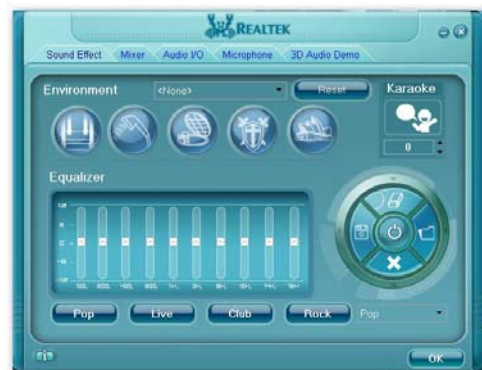 REALTEK
Sound Effect Mixer Audio I/O Microphone 3D Audio Demo
Environment <None> Reset Karaoke
0
Equalizer
Pop Live Club Rock Pop
OK